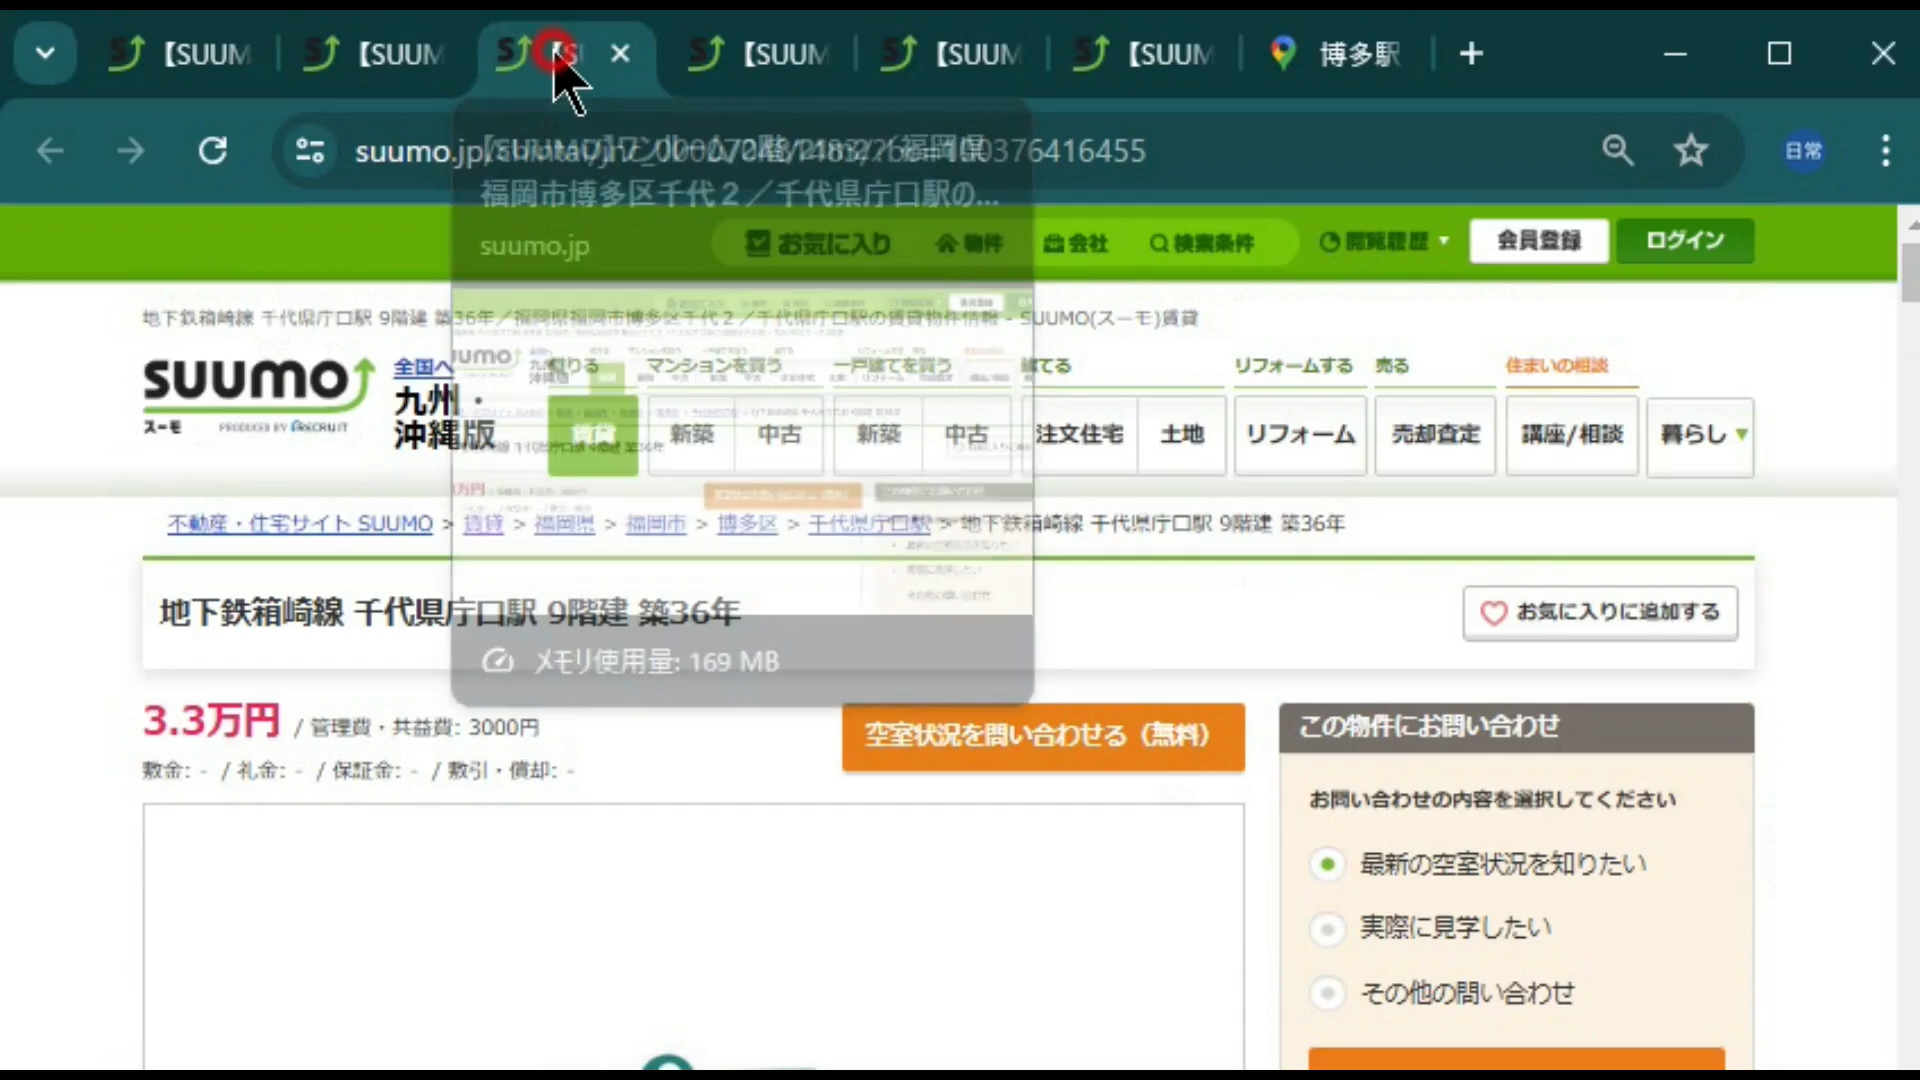 【SUUM
【SUUM
【SUUM
【SUUM
【SUUM
博多駅
suumo.jp
376416455
日常
福岡市博多区千代２／千代県庁口駅の...
suumo.jp
お気に入り
物件
会社
検索条件
閲覧履歴
会員登録
ログイン
地下鉄箱崎線 千代県庁口駅 9階建 築36年／福岡県福岡市博多区千代２／千代県庁口駅の賃貸物件情報 - SUUMO(スーモ)賃貸
SUUMO
スーモ
PRODUCED BY RECRUIT
全国へ
九州・
沖縄版
借りる
マンションを買う
一戸建てを買う
建てる
リフォームする
売る
住まいの相談
賃貸
新築
中古
新築
中古
注文住宅
土地
リフォーム
売却査定
講座/相談
暮らし
不動産・住宅サイト SUUMO > 賃貸 > 福岡県 > 福岡市 > 博多区 > 千代県庁口駅 > 地下鉄箱崎線 千代県庁口駅 9階建 築36年
地下鉄箱崎線 千代県庁口駅 9階建 築36年
お気に入りに追加する
メモリ使用量: 169 MB
3.3万円 / 管理費・共益費: 3000円
敷金: - / 礼金: - / 保証金: - / 敷引・償却: -
空室状況を問い合わせる（無料）
この物件にお問い合わせ
お問い合わせの内容を選択してください
最新の空室状況を知りたい
実際に見学したい
その他の問い合わせ